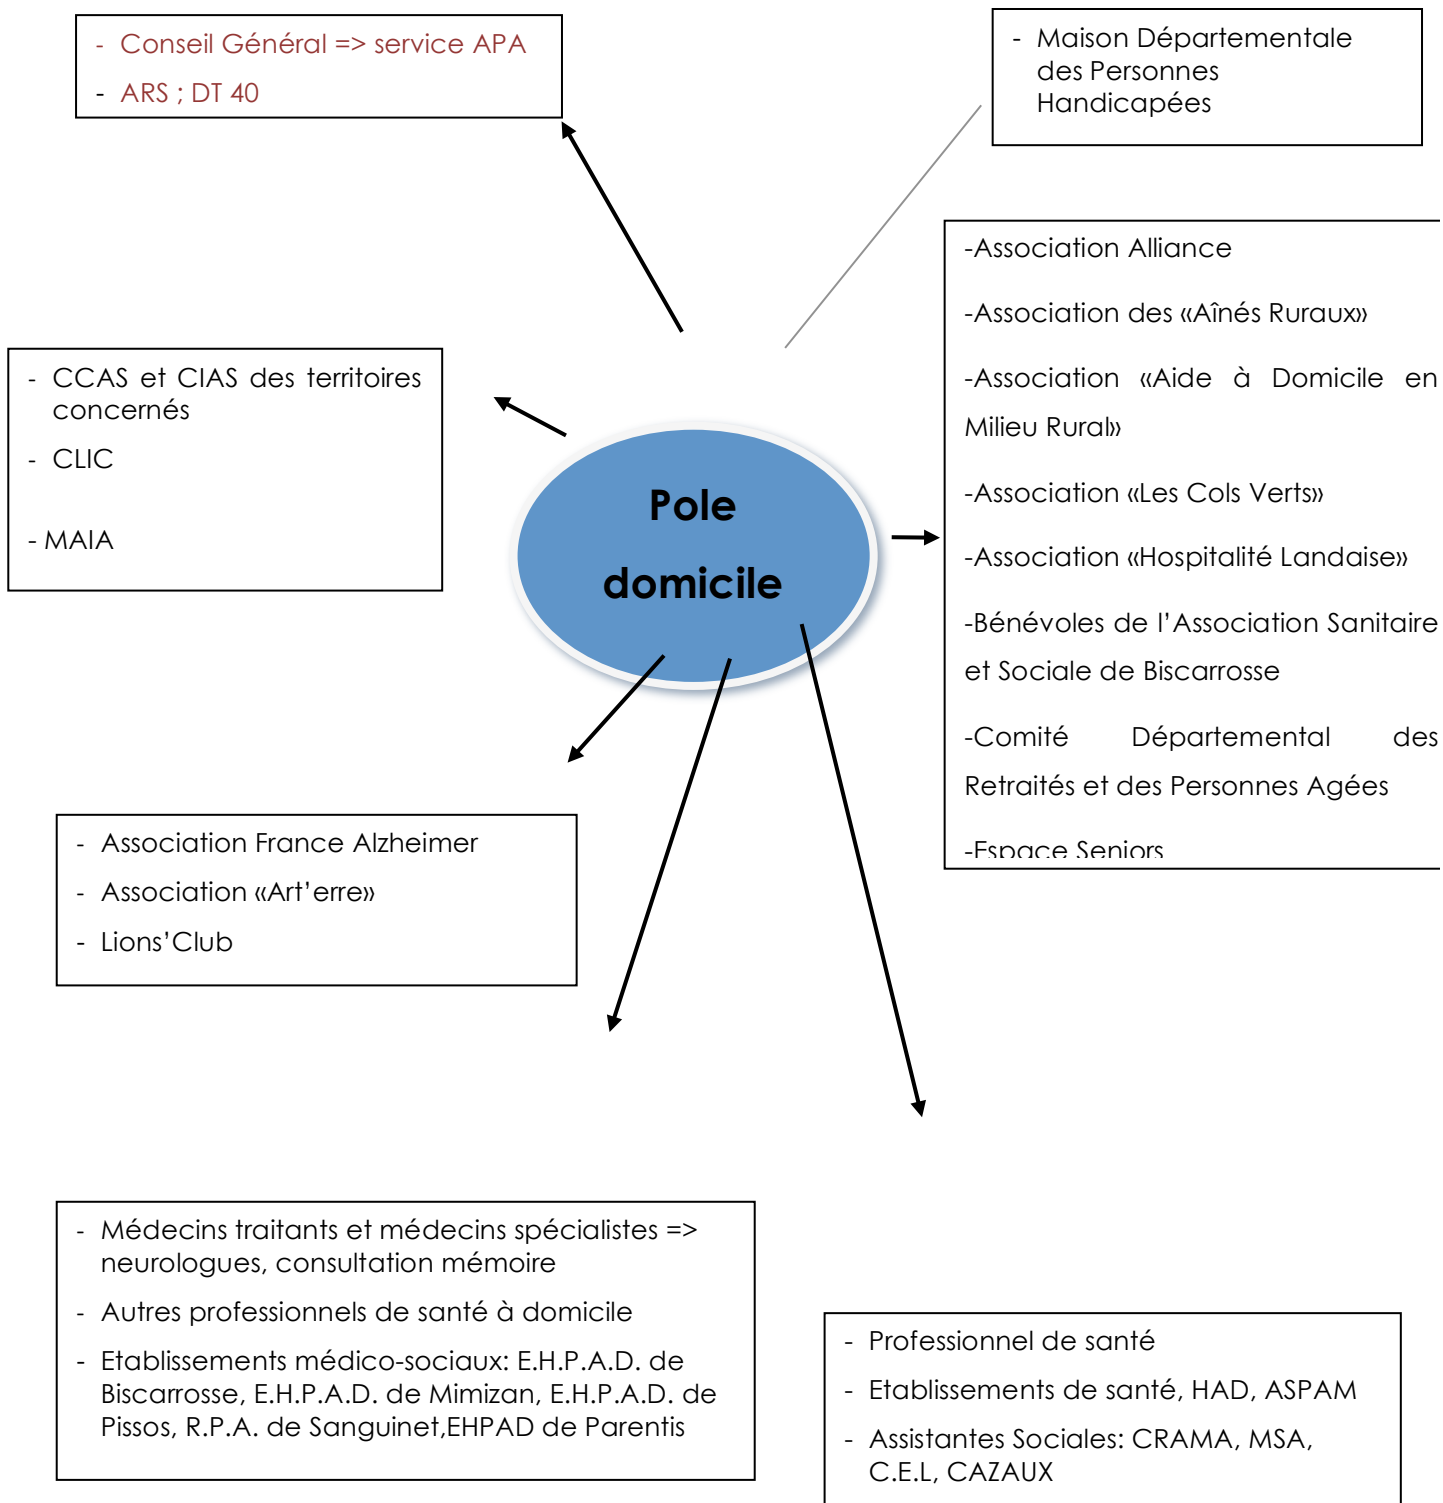 - Conseil Général => service APA
- ARS ; DT 40
- Maison Départementale
des Personnes
Handicapées
-Association Alliance
-Association des «Aînés Ruraux»
-Association «Aide à Domicile en
Milieu Rural»
-Association «Les Cols Verts»
-Association «Hospitalité Landaise»
-Bénévoles de l’Association Sanitaire
et Sociale de Biscarrosse
-Comité Départemental des
Retraités et des Personnes Agées
-Espace Seniors
- CCAS et CIAS des territoires
concernés
- CLIC
- MAIA
Pole
domicile
- Association France Alzheimer
- Association «Art’erre»
- Lions’Club
- Médecins traitants et médecins spécialistes =>
neurologues, consultation mémoire
- Autres professionnels de santé à domicile
- Etablissements médico-sociaux: E.H.P.A.D. de
Biscarrosse, E.H.P.A.D. de Mimizan, E.H.P.A.D. de
Pissos, R.P.A. de Sanguinet,EHPAD de Parentis
- Professionnel de santé
- Etablissements de santé, HAD, ASPAM
- Assistantes Sociales: CRAMA, MSA,
C.E.L, CAZAUX